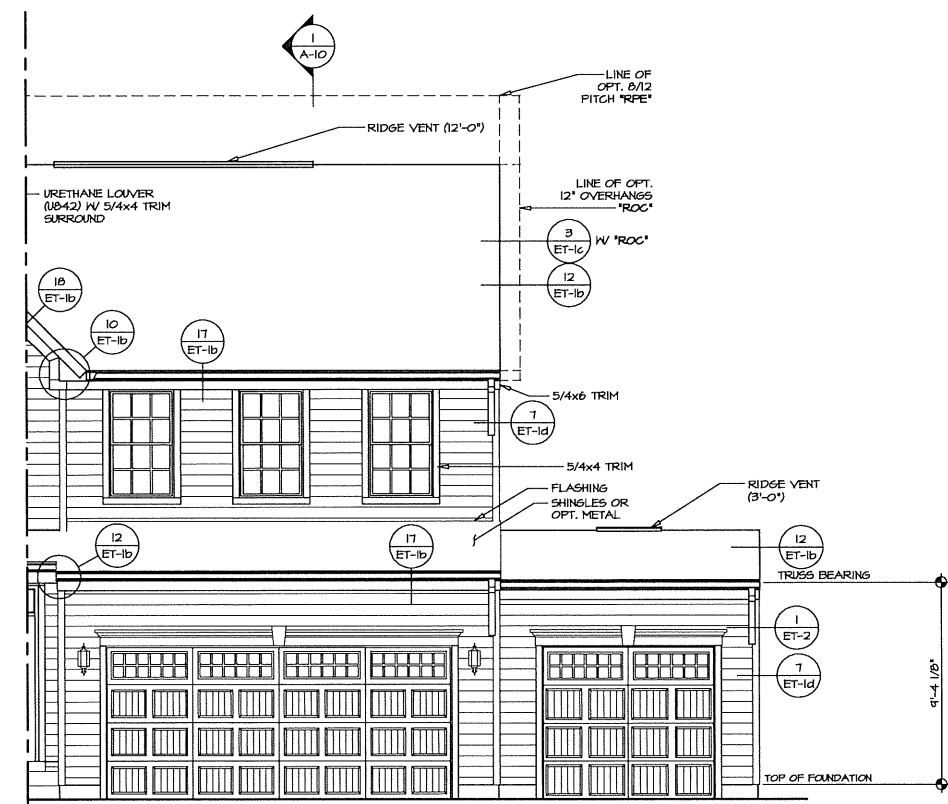 1
A-10
LINE OF
OPT. 8/12
PITCH "RPE"
RIDGE VENT (12'-0")
URETHANE LOUVER
(U842) W/ 5/4x4 TRIM
SURROUND
LINE OF OPT.
12" OVERHANGS
"ROC"
3
ET-1c
W/ "ROC"
12
ET-1b
18
ET-1b
10
ET-1b
17
ET-1b
5/4x6 TRIM
7
ET-1d
5/4x4 TRIM
FLASHING
SHINGLES OR
OPT. METAL
RIDGE VENT
(3'-0")
12
ET-1b
17
ET-1b
12
ET-1b
TRUSS BEARING
1
ET-2
7
ET-1d
9'-4 1/8"
TOP OF FOUNDATION